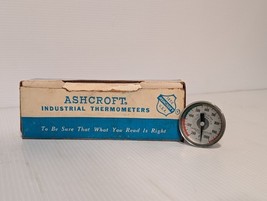 ASHCROFT.
INDUSTRIAL THERMOMETERS
To Be Sure That What You Read Is Right